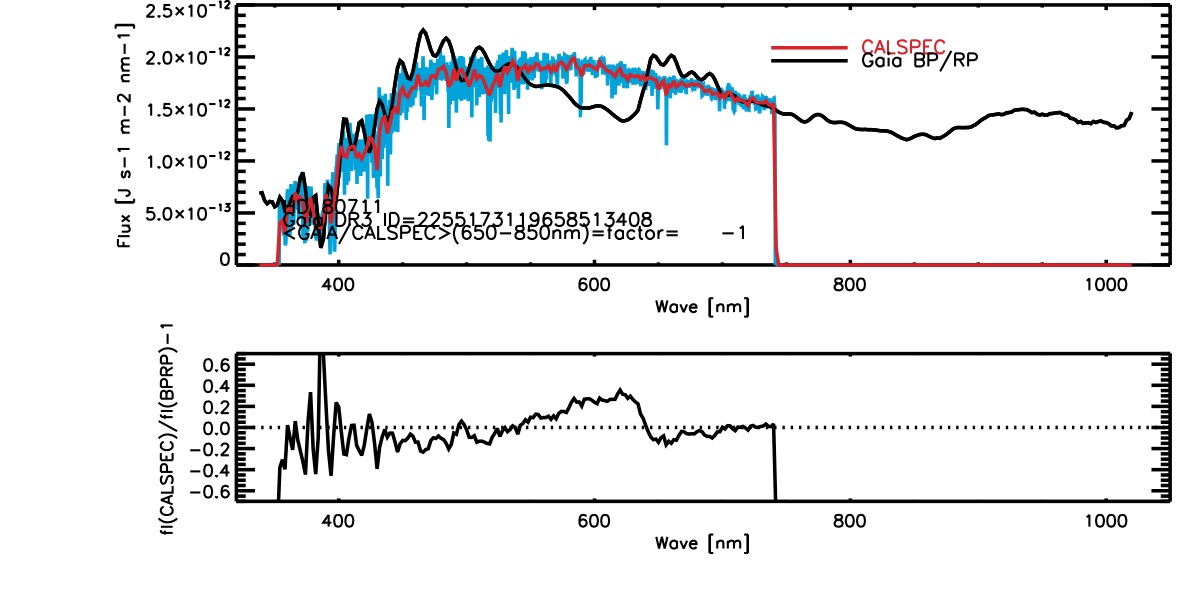 2.5×10⁻¹²
2.0×10⁻¹²
1.5×10⁻¹²
1.0×10⁻¹²
5.0×10⁻¹³
0
Flux [J s−1 m−2 nm−1]
CALSPEC
Gaia BP/RP
HD180711
Gaia DR3 ID=2255173119658513408
<GAIA/CALSPEC>(650−850nm)=factor= −1
400 600 800 1000
Wave [nm]
fl(CALSPEC)/fl(BPRP)−1
0.6
0.4
0.2
0.0
−0.2
−0.4
−0.6
400 600 800 1000
Wave [nm]